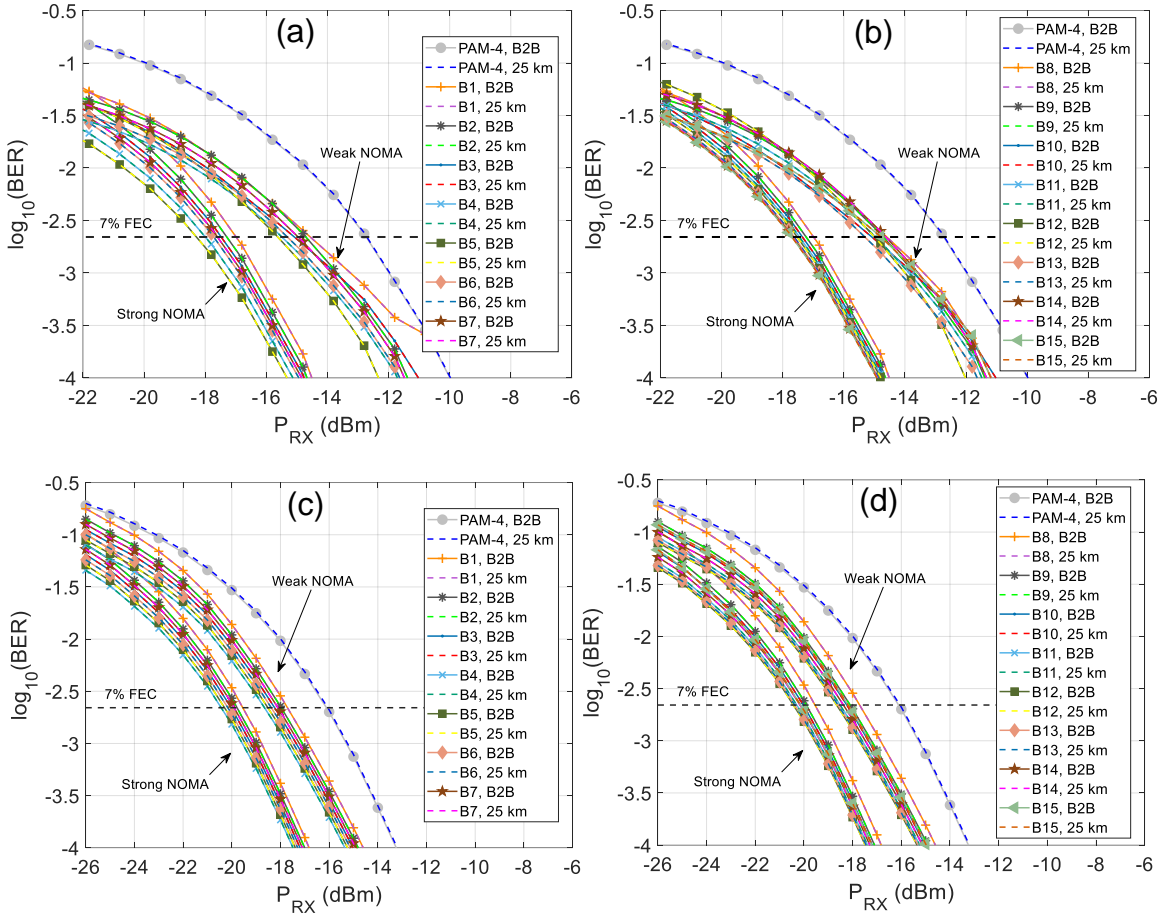 (a)
-0.5
-1
-1.5
-2
-2.5
-3
-3.5
-4
log10(BER)
-22
-20
-18
-16
-14
-12
-10
-8
-6
PRX (dBm)
7% FEC
Weak NOMA
Strong NOMA
PAM-4, B2B
PAM-4, 25 km
B1, B2B
B1, 25 km
B2, B2B
B2, 25 km
B3, B2B
B3, 25 km
B4, B2B
B4, 25 km
B5, B2B
B5, 25 km
B6, B2B
B6, 25 km
B7, B2B
B7, 25 km
(b)
-0.5
-1
-1.5
-2
-2.5
-3
-3.5
-4
log10(BER)
-22
-20
-18
-16
-14
-12
-10
-8
-6
PRX (dBm)
7% FEC
Weak NOMA
Strong NOMA
PAM-4, B2B
PAM-4, 25 km
B8, B2B
B8, 25 km
B9, B2B
B9, 25 km
B10, B2B
B10, 25 km
B11, B2B
B11, 25 km
B12, B2B
B12, 25 km
B13, B2B
B13, 25 km
B14, B2B
B14, 25 km
B15, B2B
B15, 25 km
(c)
-0.5
-1
-1.5
-2
-2.5
-3
-3.5
-4
log10(BER)
-26
-24
-22
-20
-18
-16
-14
-12
-10
-8
-6
PRX (dBm)
7% FEC
Weak NOMA
Strong NOMA
PAM-4, B2B
PAM-4, 25 km
B1, B2B
B1, 25 km
B2, B2B
B2, 25 km
B3, B2B
B3, 25 km
B4, B2B
B4, 25 km
B5, B2B
B5, 25 km
B6, B2B
B6, 25 km
B7, B2B
B7, 25 km
(d)
-0.5
-1
-1.5
-2
-2.5
-3
-3.5
-4
log10(BER)
-26
-24
-22
-20
-18
-16
-14
-12
-10
-8
-6
PRX (dBm)
7% FEC
Weak NOMA
Strong NOMA
PAM-4, B2B
PAM-4, 25 km
B8, B2B
B8, 25 km
B9, B2B
B9, 25 km
B10, B2B
B10, 25 km
B11, B2B
B11, 25 km
B12, B2B
B12, 25 km
B13, B2B
B13, 25 km
B14, B2B
B14, 25 km
B15, B2B
B15, 25 km